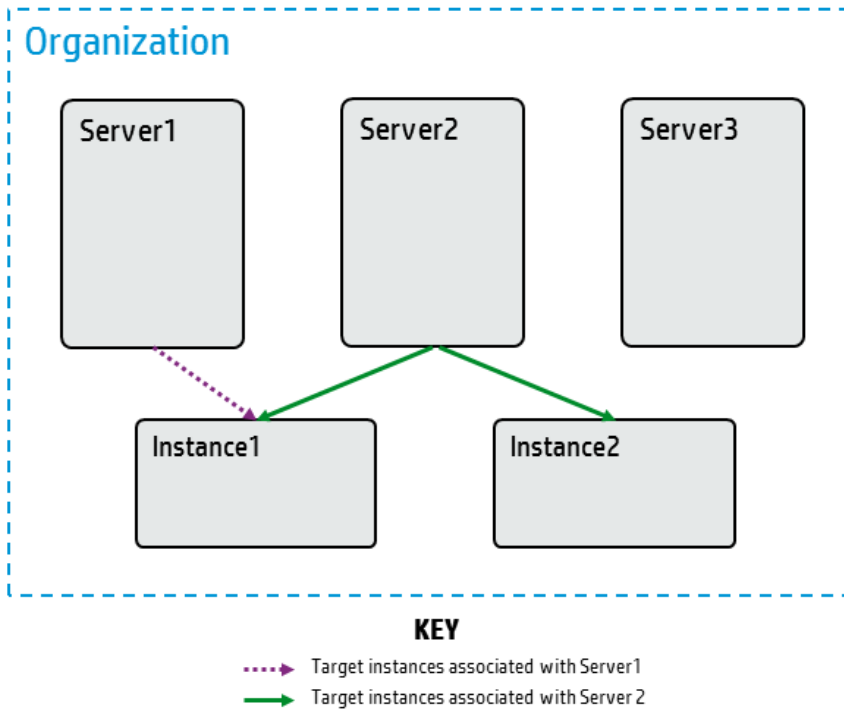 Organization
Server1
Server2
Server3
Instance1
Instance2
KEY
Target instances associated with Server1
Target instances associated with Server 2